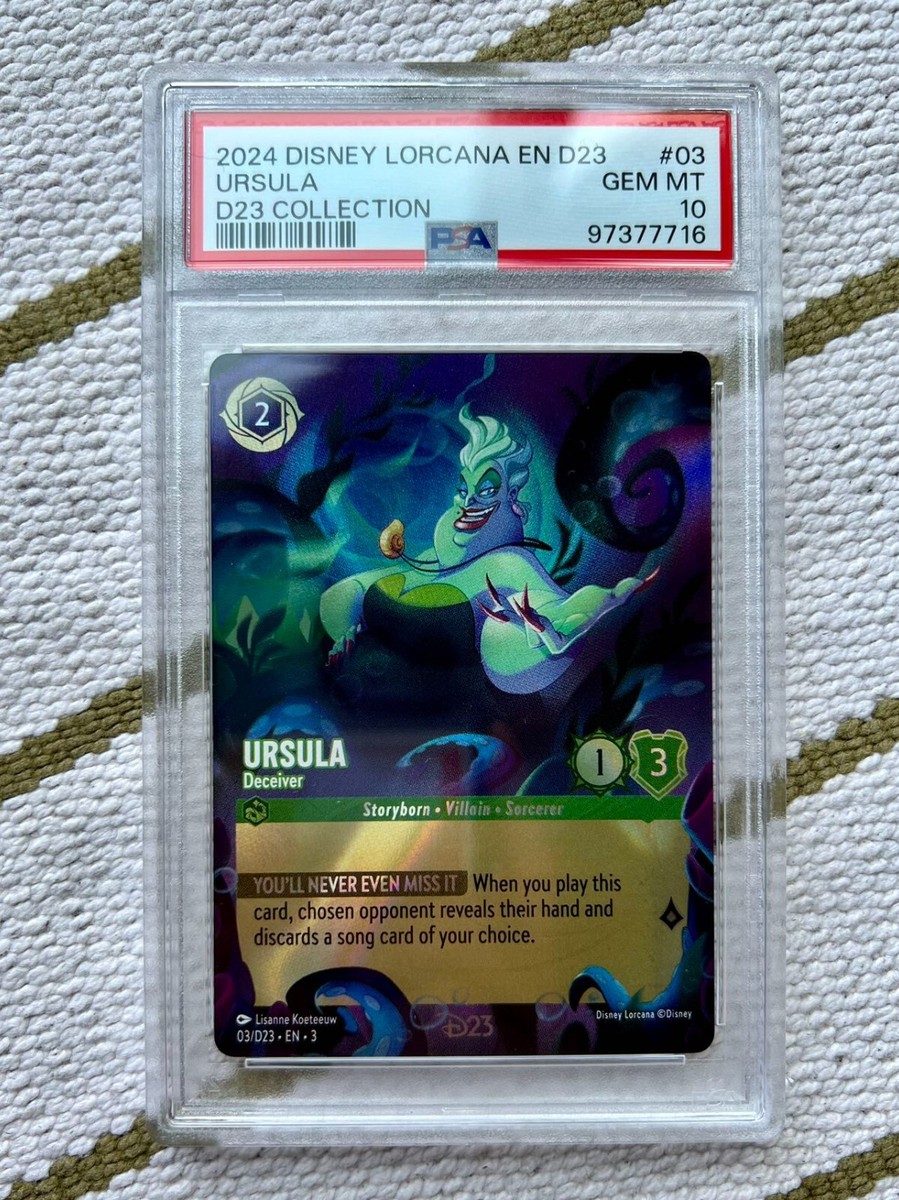 2024 DISNEY LORCANA EN D23 #03
URSULA GEM MT
D23 COLLECTION 10
PSA 97377716
2
URSULA
Deceiver
1 3
Storyborn • Villain • Sorcerer
YOU'LL NEVER EVEN MISS IT When you play this
card, chosen opponent reveals their hand and
discards a song card of your choice.
Lisanne Koeteeuw
03/D23 • EN • 3
D23
Disney Lorcana ©Disney